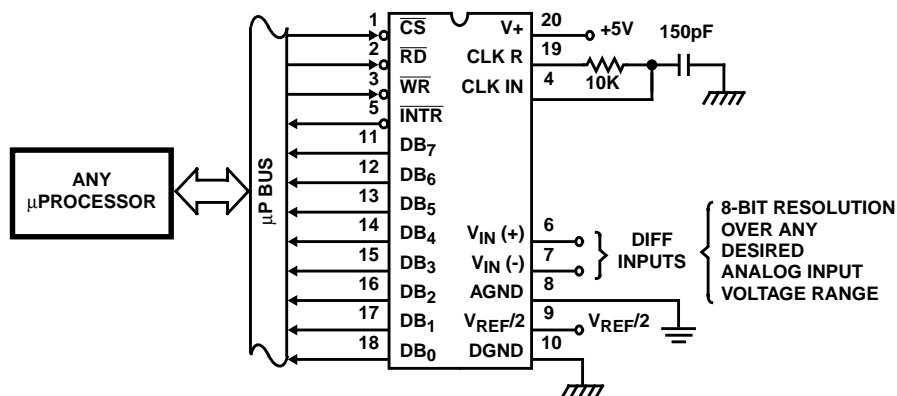 ANY
µPROCESSOR
µP BUS
1
2
3
5
11
12
13
14
15
16
17
18
CS
RD
WR
INTR
DB7
DB6
DB5
DB4
DB3
DB2
DB1
DB0
V+
CLK R
CLK IN
VIN (+)
VIN (-)
AGND
VREF/2
DGND
20
19
4
6
7
8
9
10
+5V
150pF
10K
DIFF
INPUTS
8-BIT RESOLUTION
OVER ANY
DESIRED
ANALOG INPUT
VOLTAGE RANGE
VREF/2